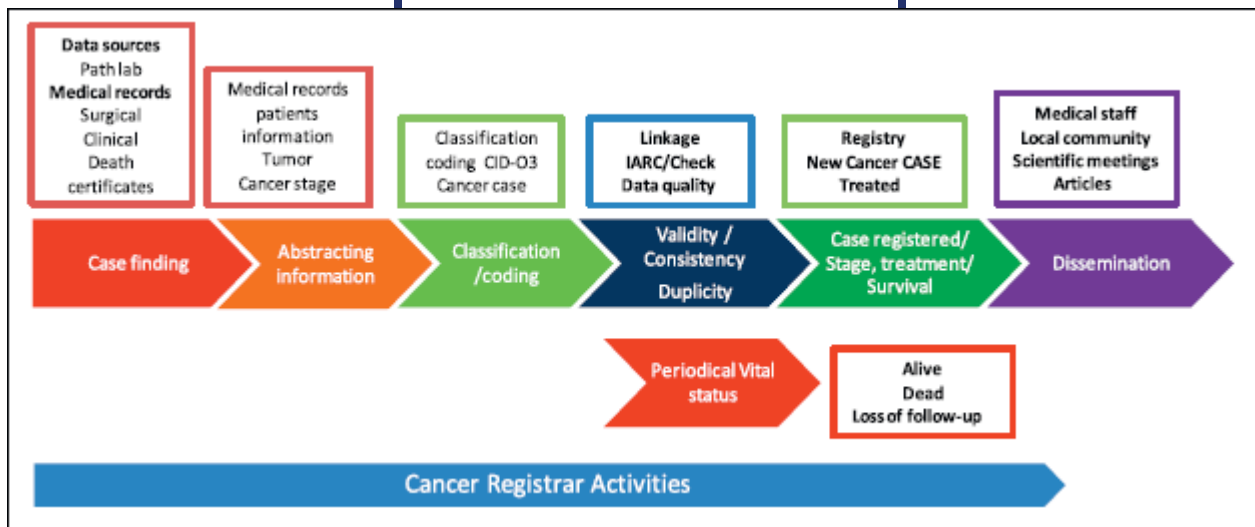 Data sources
Path lab
Medical records
Surgical
Clinical
Death
certificates
Medical records
patients
information
Tumor
Cancer stage
Classification
coding CID-O3
Cancer case
Linkage
IARC/Check
Data quality
Registry
New Cancer CASE
Treated
Medical staff
Local community
Scientific meetings
Articles
Case finding
Abstracting
information
Classification
/coding
Validity /
Consistency
Duplicity
Case registered/
Stage, treatment/
Survival
Dissemination
Periodical Vital
status
Alive
Dead
Loss of follow-up
Cancer Registrar Activities